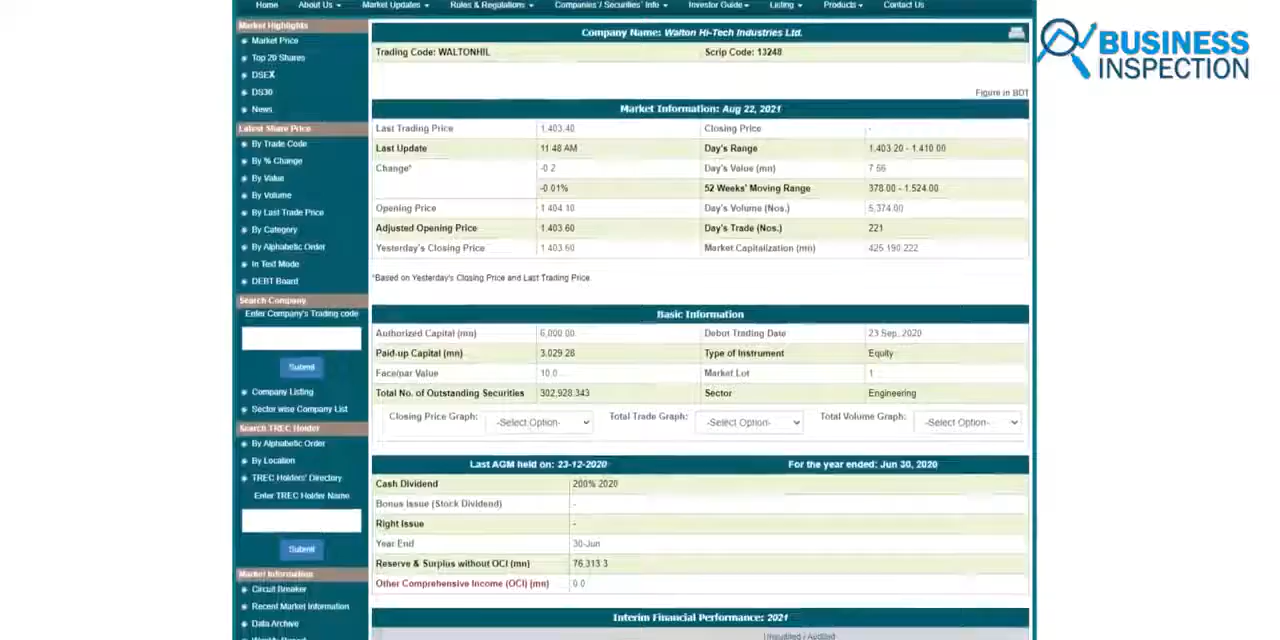 Home About Us Market Updates Rules & Regulations Companies'/ Securities' Info Investor Guide Listing Products Contact Us
BUSINESS
INSPECTION
Market Highlights
Market Price
Top 20 Shares
DSEX
DS30
News
Latest Share Price
By Trade Code
By % Change
By Value
By Volume
By Last Trade Price
By Category
By Alphabetic Order
In Text Mode
DEBT Board
Search Company
Enter Company's Trading code
Submit
Company Listing
Sector wise Company List
Search TREC Holder
By Alphabetic Order
By Location
TREC Holders' Directory
Enter TREC Holder Name
Submit
Market Information
Circuit Breaker
Recent Market Information
Data Archive
Company Name: Walton Hi-Tech Industries Ltd.
Trading Code: WALTONHIL Scrip Code: 13248
Figure in BDT
Market Information: Aug 22, 2021
Last Trading Price 1,403.40 Closing Price -
Last Update 11:48 AM Day's Range 1,403.20 - 1,410.00
Change* -0.2 Day's Value (mn) 7.56
-0.01% 52 Weeks' Moving Range 378.00 - 1,524.00
Opening Price 1,404.10 Day's Volume (Nos.) 5,374.00
Adjusted Opening Price 1,403.60 Day's Trade (Nos.) 221
Yesterday's Closing Price 1,403.60 Market Capitalization (mn) 425,190.222
*Based on Yesterday's Closing Price and Last Trading Price
Basic Information
Authorized Capital (mn) 6,000.00 Debut Trading Date 23 Sep, 2020
Paid-up Capital (mn) 3,029.28 Type of Instrument Equity
Face/par Value 10.0 Market Lot 1
Total No. of Outstanding Securities 302,928,343 Sector Engineering
Closing Price Graph: -Select Option- Total Trade Graph: -Select Option- Total Volume Graph: -Select Option-
Last AGM held on: 23-12-2020 For the year ended: Jun 30, 2020
Cash Dividend 200% 2020
Bonus Issue (Stock Dividend) -
Right Issue -
Year End 30-Jun
Reserve & Surplus without OCI (mn) 76,313.3
Other Comprehensive Income (OCI) (mn) 0.0
Interim Financial Performance: 2021
Unaudited / Audited